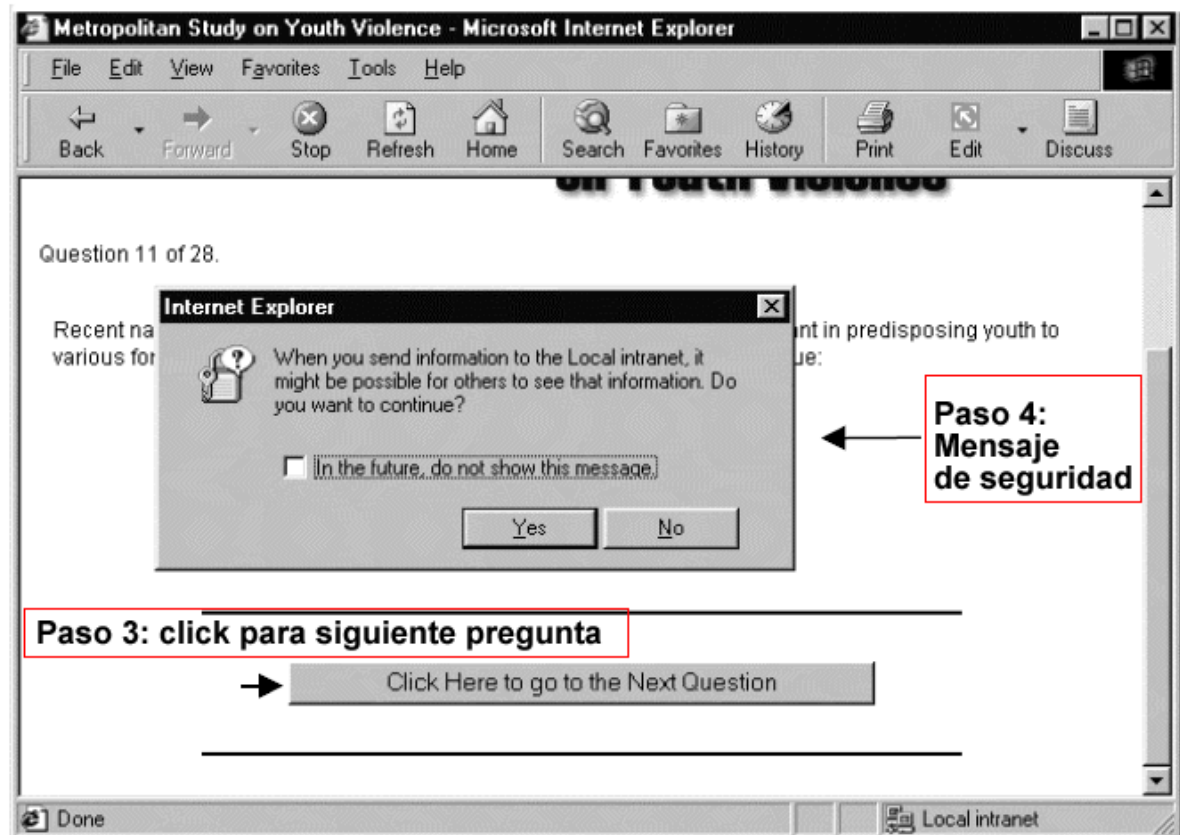 Metropolitan Study on Youth Violence - Microsoft Internet Explorer
File Edit View Favorites Tools Help
Back Forward Stop Refresh Home Search Favorites History Print Edit Discuss
on Youth Violence
Question 11 of 28.
Recent na ant in predisposing youth to
various for ue:
Internet Explorer
When you send information to the Local intranet, it
might be possible for others to see that information. Do
you want to continue?
In the future, do not show this message.
Yes No
Paso 4:
Mensaje
de seguridad
Paso 3: click para siguiente pregunta
Click Here to go to the Next Question
Done Local intranet